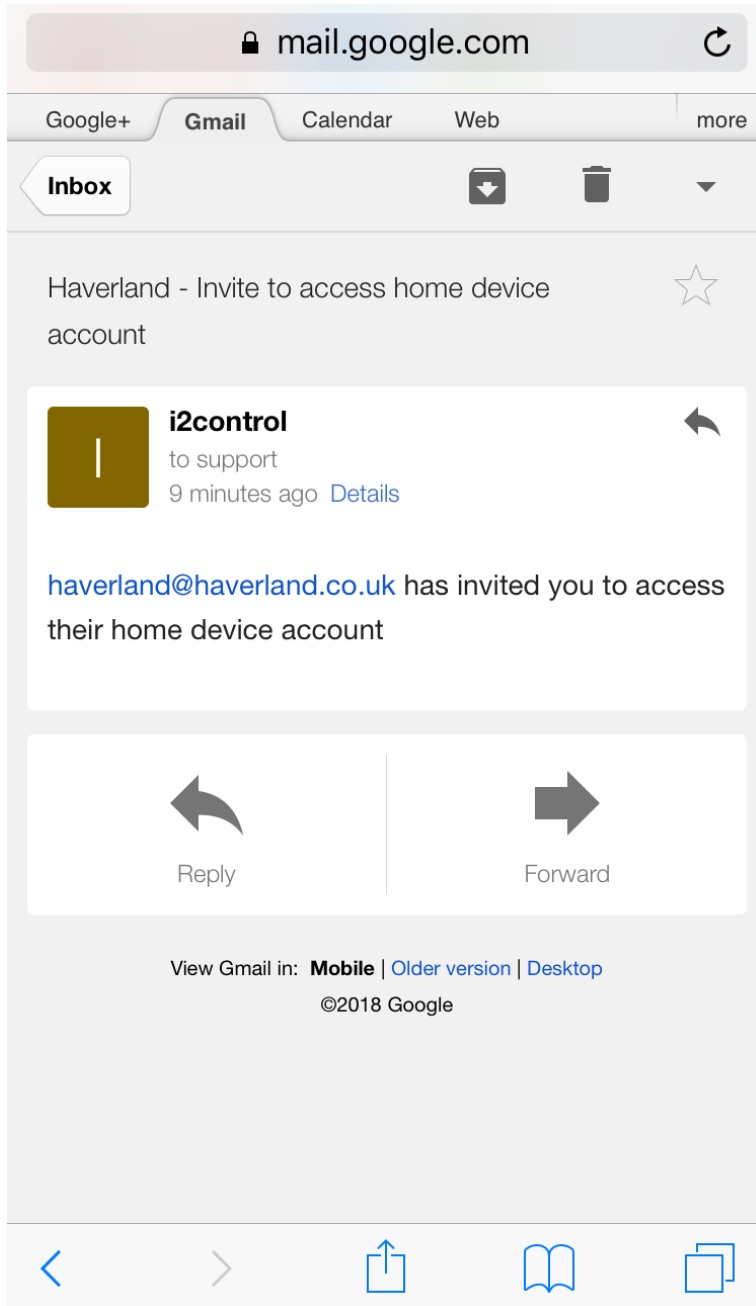 mail.google.com
Google+ Gmail Calendar Web more
Inbox
Haverland - Invite to access home device
account
I
i2control
to support
9 minutes ago Details
haverland@haverland.co.uk has invited you to access
their home device account
Reply Forward
View Gmail in: Mobile | Older version | Desktop
©2018 Google